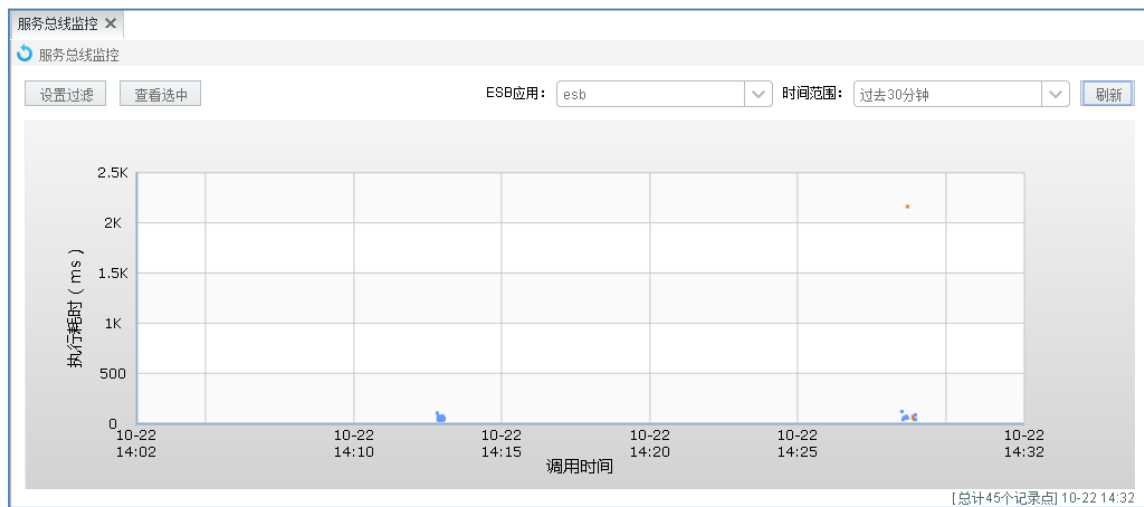 服务总线监控
服务总线监控
设置过滤 查看选中 ESB应用： esb 时间范围： 过去30分钟 刷新
2.5K
2K
1.5K
1K
500
0
执行耗时（ms）
10-22 10-22 10-22 10-22 10-22 10-22
14:02 14:10 14:15 14:20 14:25 14:32
调用时间
[总计45个记录点] 10-22 14:32